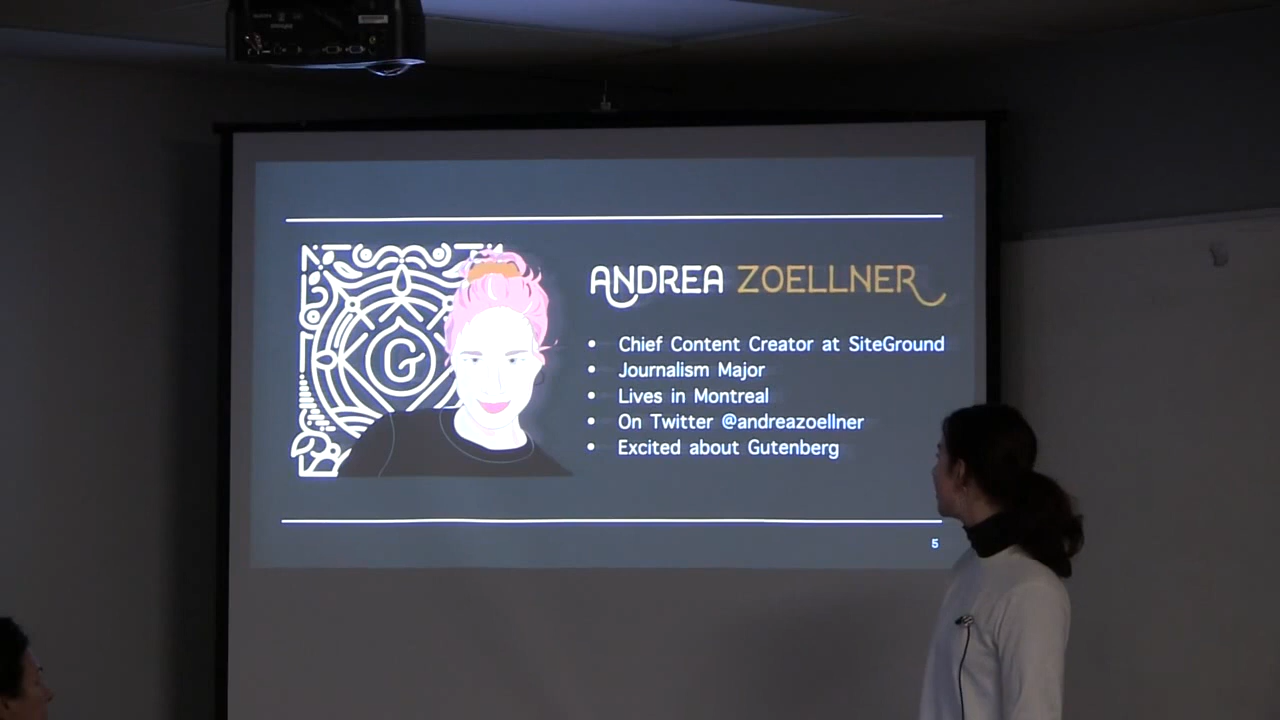 G
ANDREA ZOELLNER
• Chief Content Creator at SiteGround
• Journalism Major
• Lives in Montreal
• On Twitter @andreazoellner
• Excited about Gutenberg
5